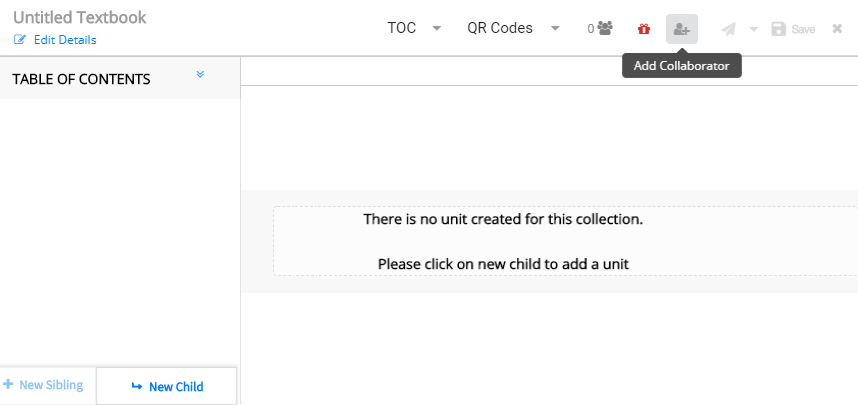 Untitled Textbook
Edit Details
TOC QR Codes 0 Save
Add Collaborator
TABLE OF CONTENTS
There is no unit created for this collection.
Please click on new child to add a unit
New Sibling New Child